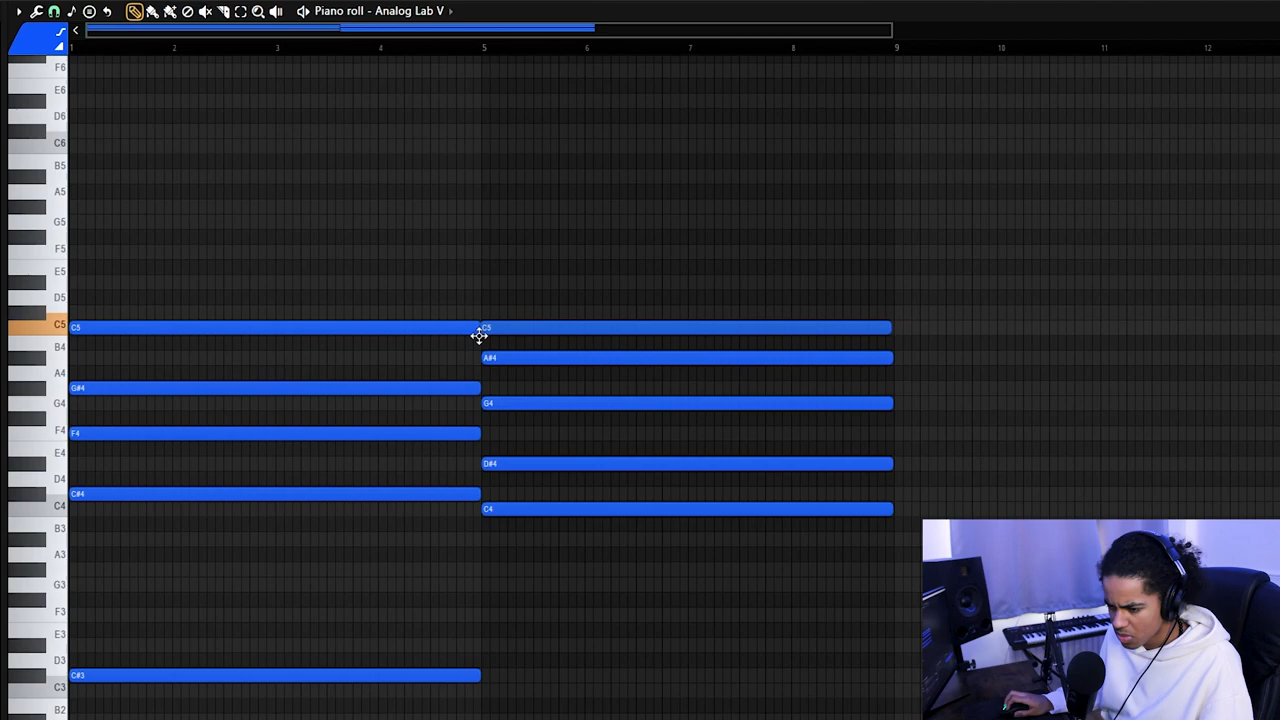 Piano roll - Analog Lab V
1 2 3 4 5 6 7 8 9 10 11 12
F6
E6
D6
C6
B5
A5
G5
F5
E5
D5
C5 C5 C5
B4
A#4
A4
G#4
G4 G4
F4 F4
E4
D#4
D4
C#4
C4 C4
B3
A3
G3
F3
E3
D3
C#3
C3
B2